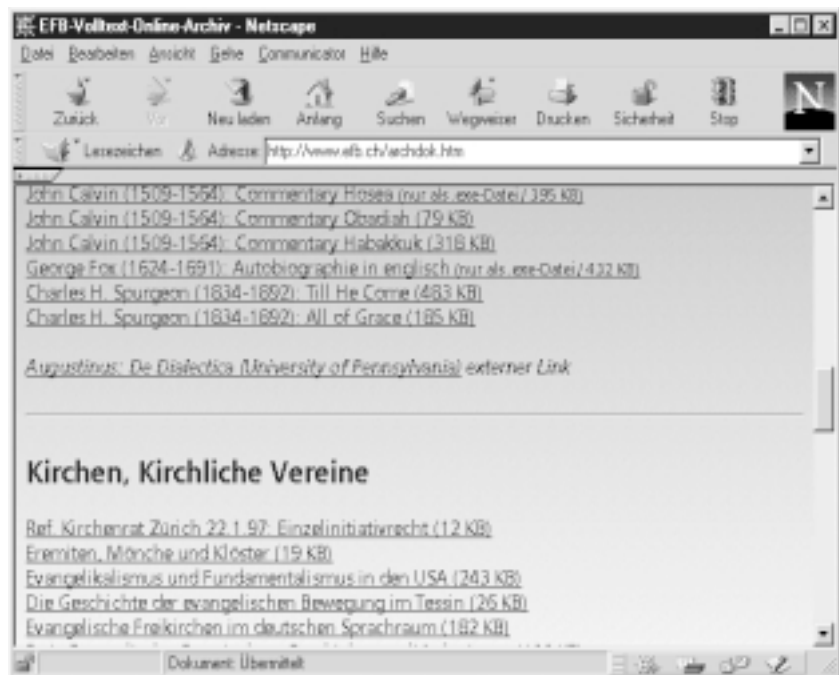 EFB-Volltext-Online-Archiv - Netscape
Datei Bearbeiten Ansicht Gehe Communicator Hilfe
Zurück Vor Neu laden Anfang Suchen Wegweiser Drucken Sicherheit Stop
N
Lesezeichen Adresse http://www.efb.ch/archdok.htm
John Calvin (1509-1564): Commentary Hosea (nur als .exe-Datei / 395 KB)
John Calvin (1509-1564): Commentary Obadiah (79 KB)
John Calvin (1509-1564): Commentary Habakkuk (318 KB)
George Fox (1624-1691): Autobiographie in englisch (nur als .exe-Datei / 432 KB)
Charles H. Spurgeon (1834-1892): Till He Come (483 KB)
Charles H. Spurgeon (1834-1892): All of Grace (185 KB)
Augustinus: De Dialectica (University of Pennsylvania) externer Link
Kirchen, Kirchliche Vereine
Ref. Kirchenrat Zürich 22.1.97: Einzelinitiativrecht (12 KB)
Eremiten, Mönche und Klöster (19 KB)
Evangelikalismus und Fundamentalismus in den USA (243 KB)
Die Geschichte der evangelischen Bewegung im Tessin (26 KB)
Evangelische Freikirchen im deutschen Sprachraum (182 KB)
Dokument: Übermittelt